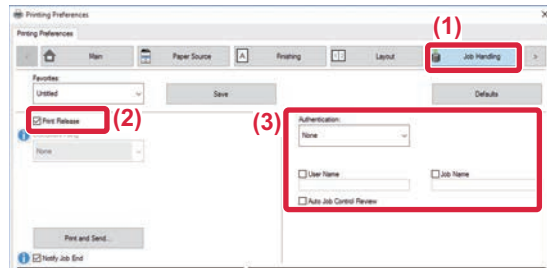 Printing Preferences
Printing Preferences
(1)
Main
Paper Source
A
Finishing
Layout
Job Handling
Favorites:
Untitled
Save
Defaults
Print Release
(2)
(3)
None
Authentication:
None
User Name
Job Name
Auto Job Control Review
Print and Send...
Notify Job End